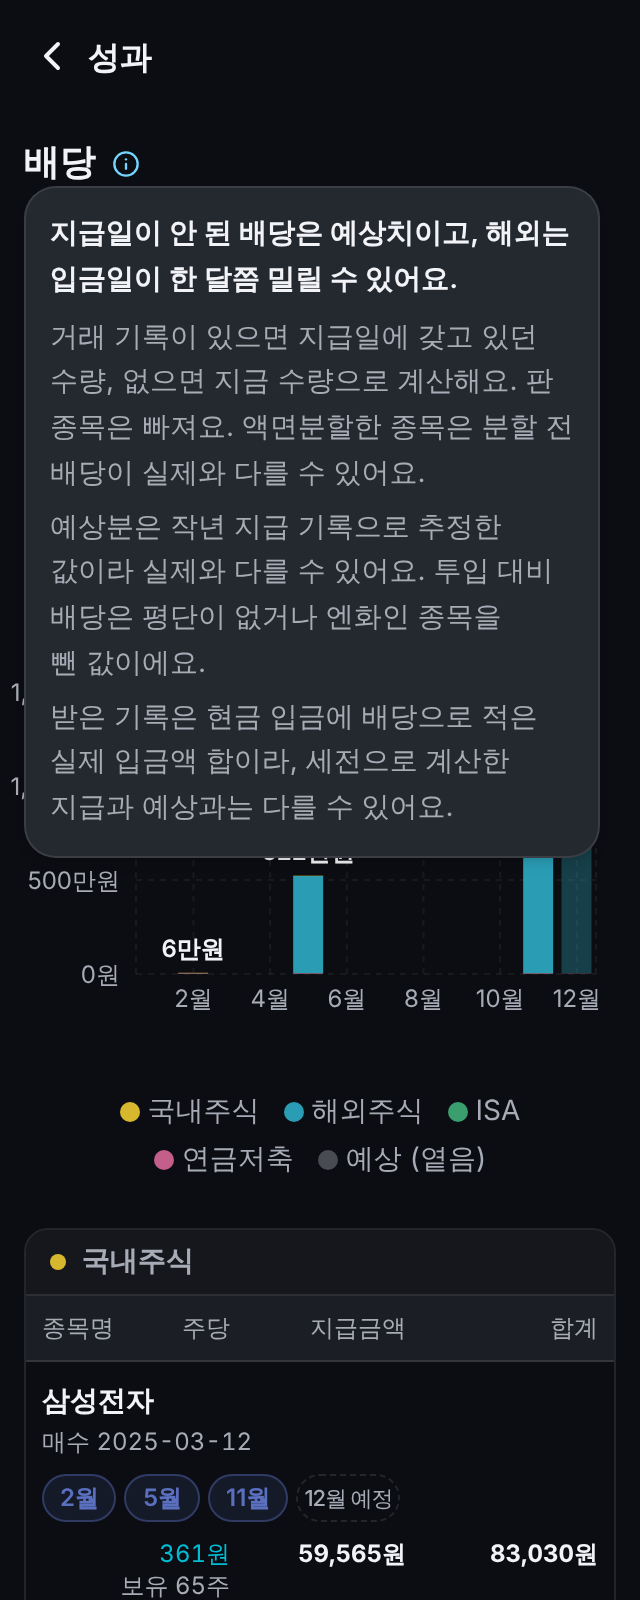 성과
배당
지급일이 안 된 배당은 예상치이고, 해외는
입금일이 한 달쯤 밀릴 수 있어요.
거래 기록이 있으면 지급일에 갖고 있던
수량, 없으면 지금 수량으로 계산해요. 판
종목은 빠져요. 액면분할한 종목은 분할 전
배당이 실제와 다를 수 있어요.
예상분은 작년 지급 기록으로 추정한
값이라 실제와 다를 수 있어요. 투입 대비
배당은 평단이 없거나 엔화인 종목을
뺀 값이에요.
받은 기록은 현금 입금에 배당으로 적은
실제 입금액 합이라, 세전으로 계산한
지급과 예상과는 다를 수 있어요.
500만원
6만원
0원
2월 4월 6월 8월 10월 12월
국내주식 해외주식 ISA
연금저축 예상 (옅음)
국내주식
종목명 주당 지급금액 합계
삼성전자
매수 2025-03-12
2월 5월 11월 12월 예정
361원 59,565원 83,030원
보유 65주